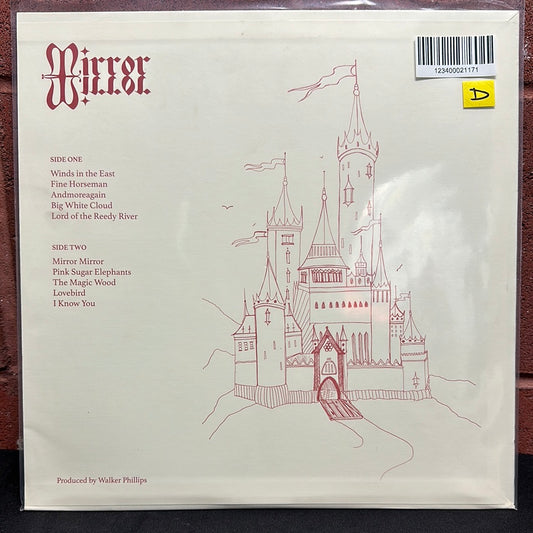 Mirror
123400021171
D
SIDE ONE
Winds in the East
Fine Horseman
Andmoreagain
Big White Cloud
Lord of the Reedy River
SIDE TWO
Mirror Mirror
Pink Sugar Elephants
The Magic Wood
Lovebird
I Know You
Produced by Walker Phillips